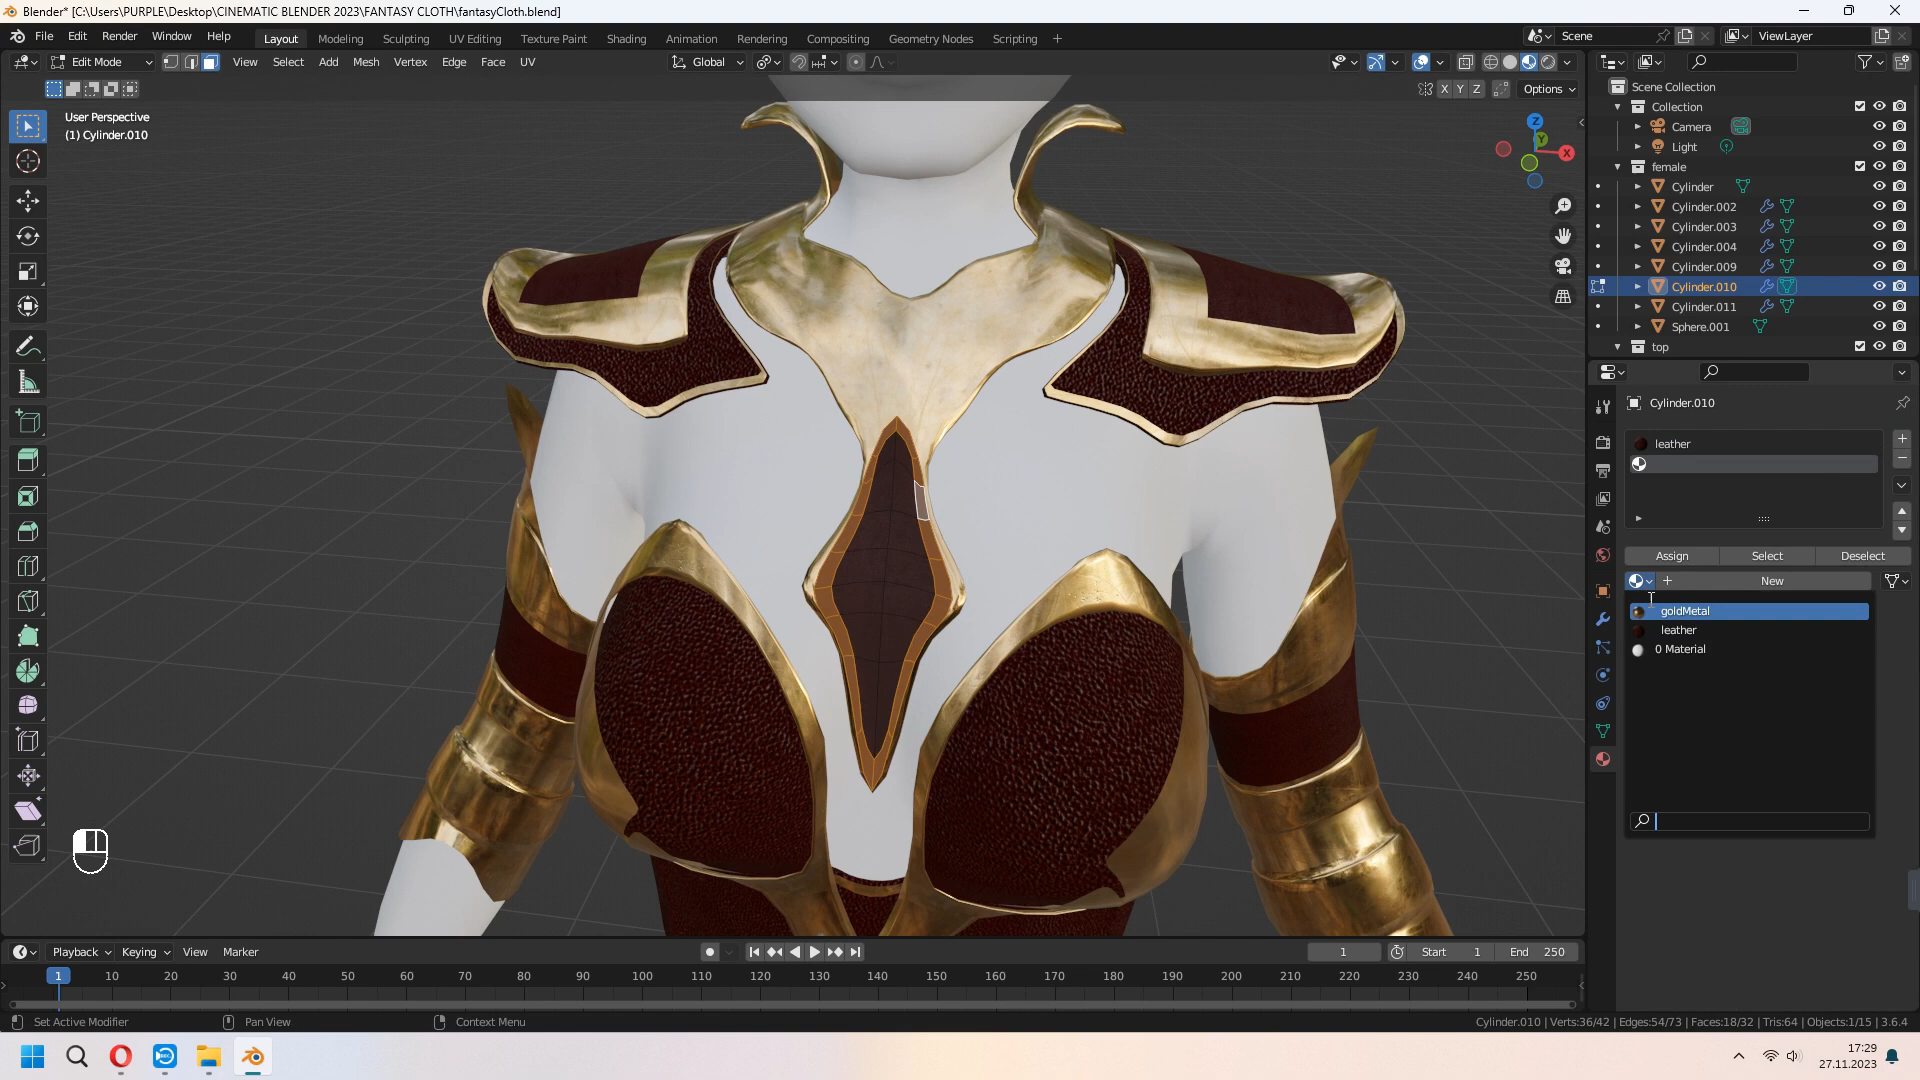 Blender* [C:\Users\PURPLE\Desktop\CINEMATIC BLENDER 2023\FANTASY CLOTH\fantasyCloth.blend]
File Edit Render Window Help Layout Modeling Sculpting UV Editing Texture Paint Shading Animation Rendering Compositing Geometry Nodes Scripting + Scene ViewLayer
Edit Mode View Select Add Mesh Vertex Edge Face UV Global
X Y Z Options
User Perspective
(1) Cylinder.010
Z
Y
X
Scene Collection
Collection
Camera
Light
female
Cylinder
Cylinder.002
Cylinder.003
Cylinder.004
Cylinder.009
Cylinder.010
Cylinder.011
Sphere.001
top
Cylinder.010
leather
Assign Select Deselect
New
goldMetal
leather
0 Material
Playback Keying View Marker 1 Start 1 End 250
1 10 20 30 40 50 60 70 80 90 100 110 120 130 140 150 160 170 180 190 200 210 220 230 240 250
Set Active Modifier Pan View Context Menu Cylinder.010 | Verts:36/42 | Edges:54/73 | Faces:18/32 | Tris:64 | Objects:1/15 | 3.6.4
17:29
27.11.2023